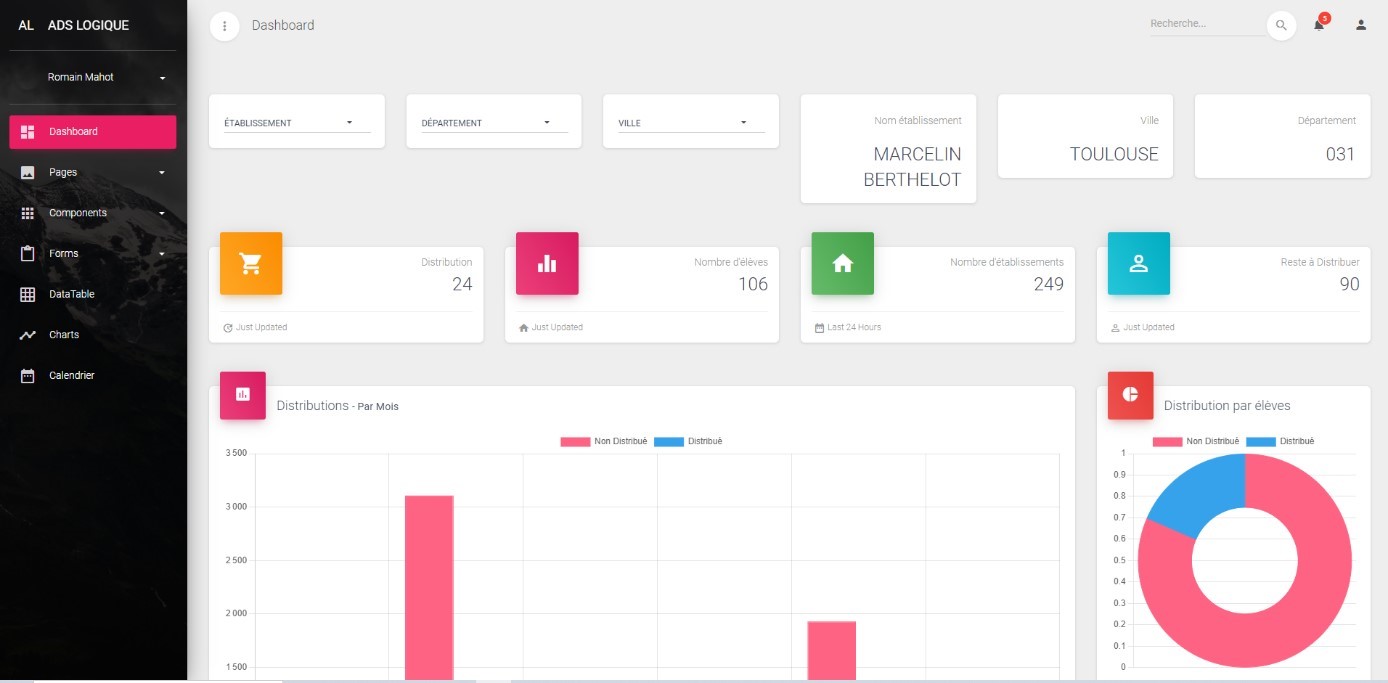 AL ADS LOGIQUE
Romain Mahot
Dashboard
Pages
Components
Forms
DataTable
Charts
Calendrier
Dashboard
Recherche...
5
ÉTABLISSEMENT
DÉPARTEMENT
VILLE
Nom établissement
MARCELIN
BERTHELOT
Ville
TOULOUSE
Département
031
Distribution
24
Just Updated
Nombre d'élèves
106
Just Updated
Nombre d'établissements
249
Last 24 Hours
Reste à Distribuer
90
Just Updated
Distributions - Par Mois
Non Distribuè Distribuè
3 500
3 000
2 500
2 000
1 500
Distribution par élèves
Non Distribuè Distribuè
1
0.9
0.8
0.7
0.6
0.5
0.4
0.3
0.2
0.1
0